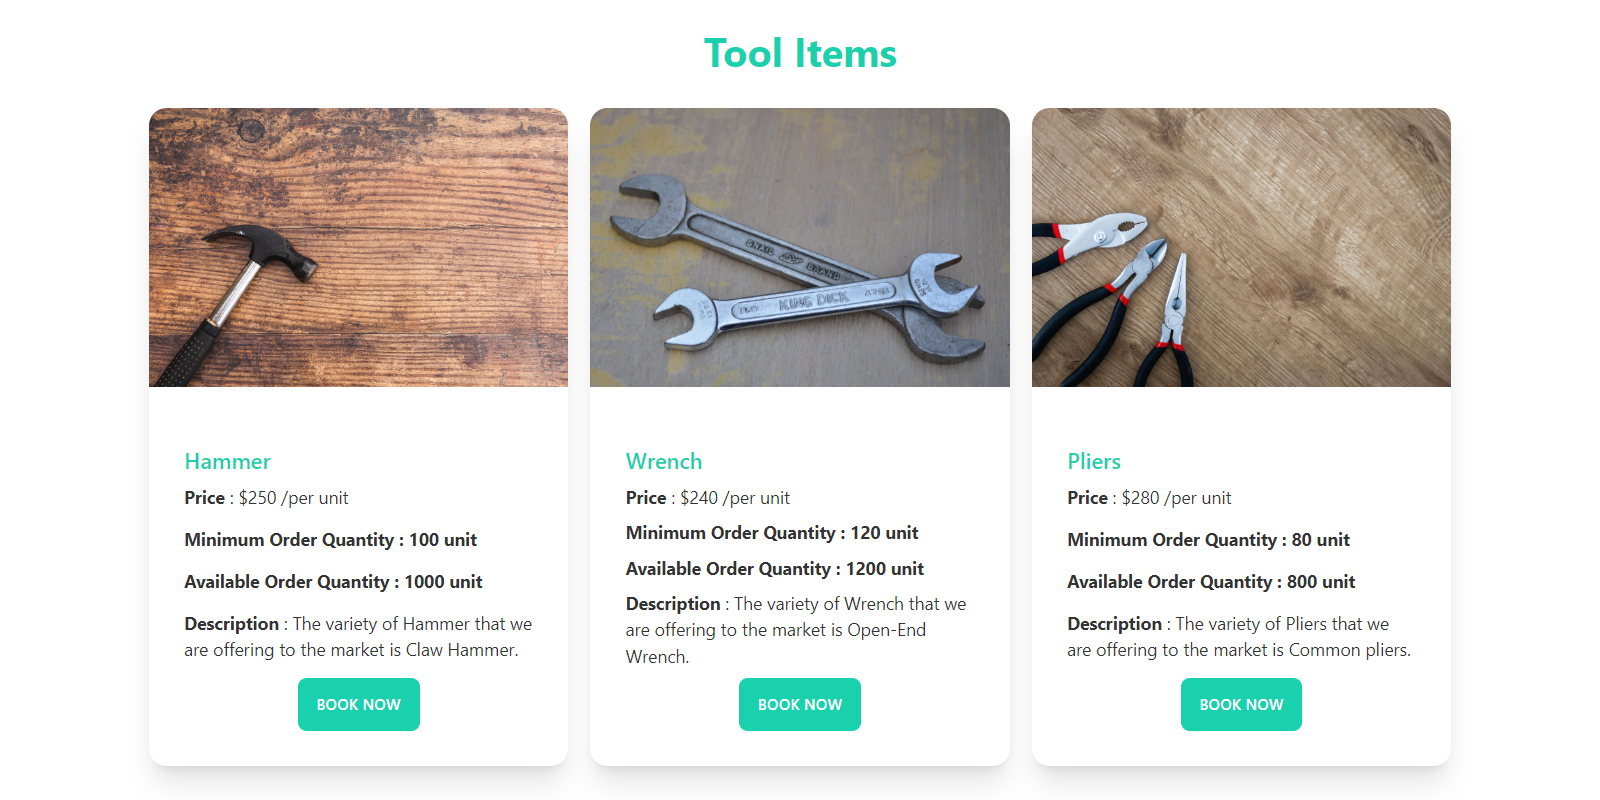 Tool Items
SNAIL BRAND
KING DICK
Hammer
Price : $250 /per unit
Minimum Order Quantity : 100 unit
Available Order Quantity : 1000 unit
Description : The variety of Hammer that we
are offering to the market is Claw Hammer.
BOOK NOW
Wrench
Price : $240 /per unit
Minimum Order Quantity : 120 unit
Available Order Quantity : 1200 unit
Description : The variety of Wrench that we
are offering to the market is Open-End
Wrench.
BOOK NOW
Pliers
Price : $280 /per unit
Minimum Order Quantity : 80 unit
Available Order Quantity : 800 unit
Description : The variety of Pliers that we
are offering to the market is Common pliers.
BOOK NOW